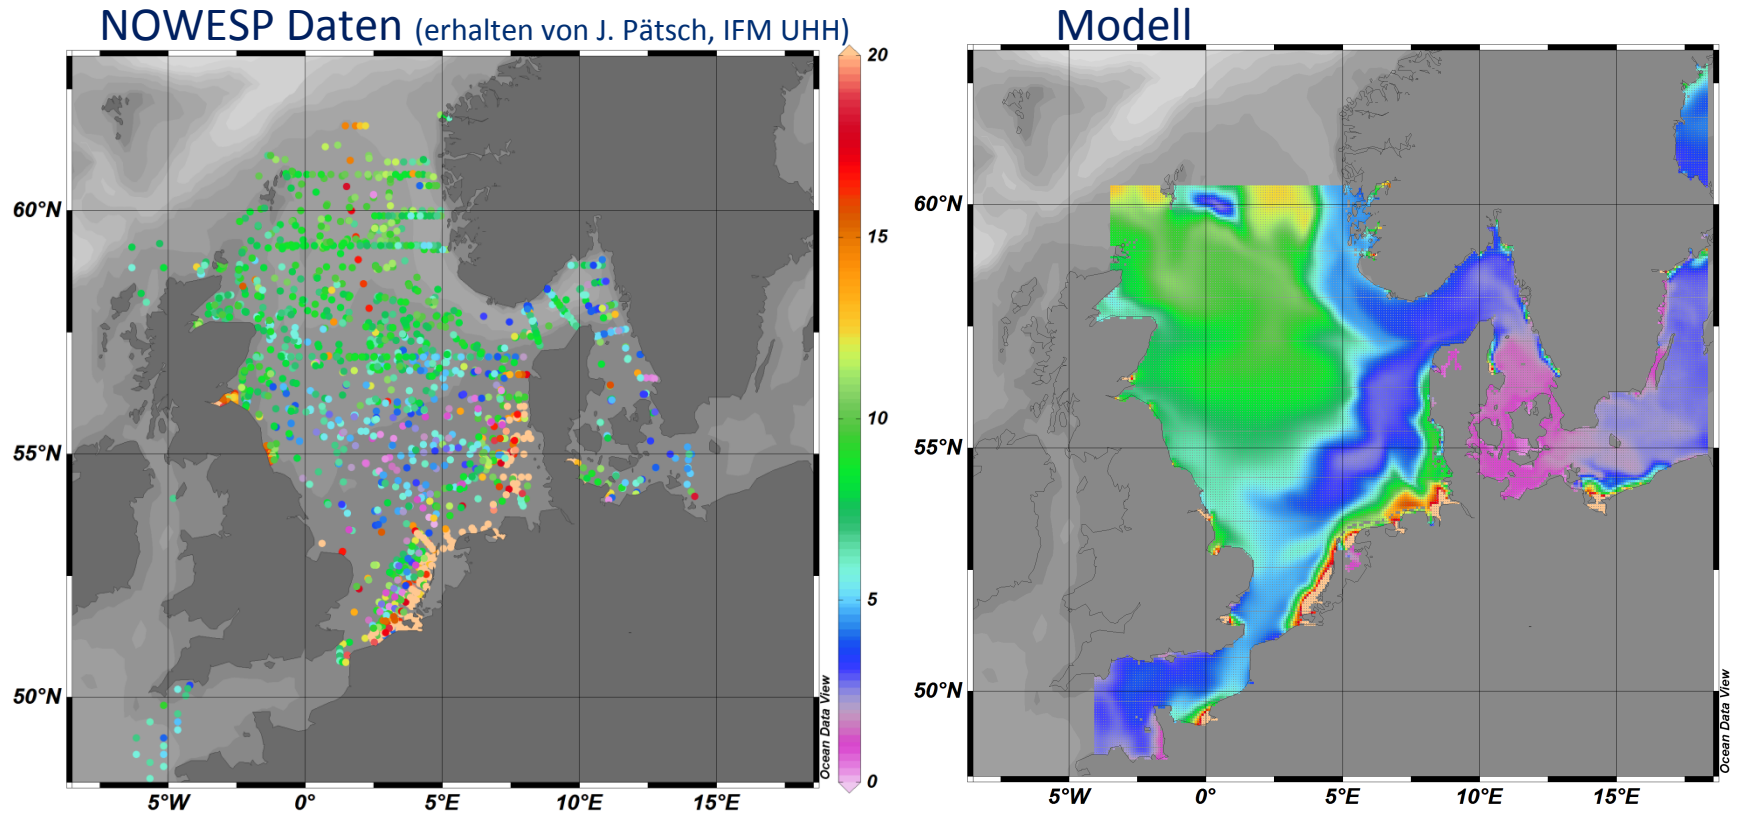 NOWESP Daten (erhalten von J. Pätsch, IFM UHH)
Modell
20
15
10
5
0
60°N
55°N
50°N
5°W
0°
5°E
10°E
15°E
Ocean Data View
60°N
55°N
50°N
5°W
0°
5°E
10°E
15°E
Ocean Data View